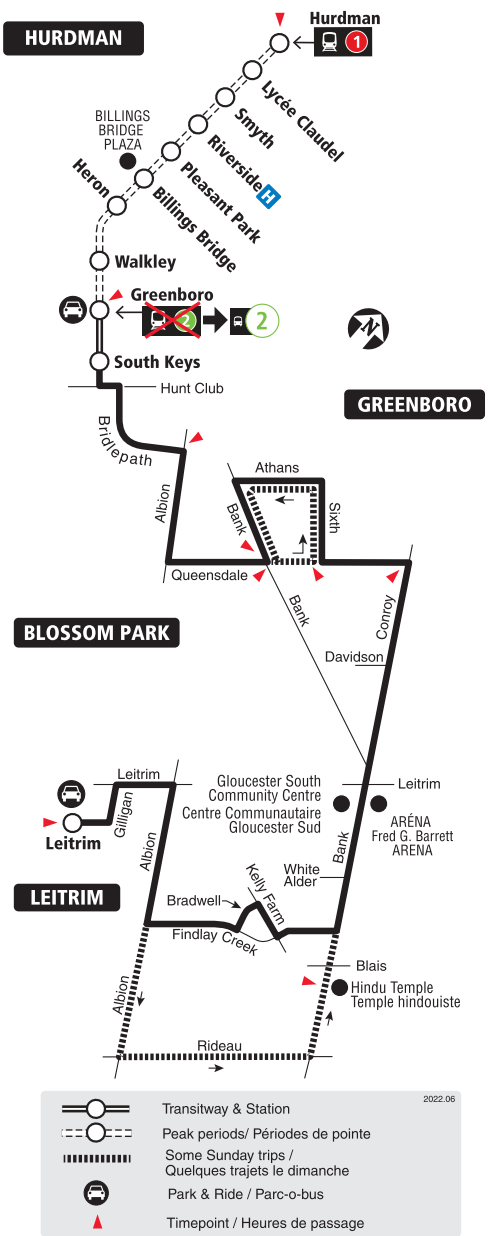 HURDMAN
Hurdman
1
Lycée Claudel
Smyth
Riverside H
Pleasant Park
Billings Bridge
BILLINGS
BRIDGE
PLAZA
Heron
Walkley
Greenboro
2
2
N
South Keys
Hunt Club
GREENBORO
Bridlepath
Albion
Athans
Bank
Sixth
Queensdale
Bank
Conroy
BLOSSOM PARK
Davidson
Leitrim
Gilligan
Leitrim
Albion
Gloucester South
Community Centre
Centre Communautaire
Gloucester Sud
Leitrim
ARÉNA
Fred G. Barrett
ARENA
Bank
White
Alder
LEITRIM
Bradwell
Kelly Farm
Findlay Creek
Albion
Blais
Hindu Temple
Temple hindouiste
Rideau
2022.06
Transitway & Station
Peak periods/ Périodes de pointe
Some Sunday trips /
Quelques trajets le dimanche
Park & Ride / Parc-o-bus
Timepoint / Heures de passage